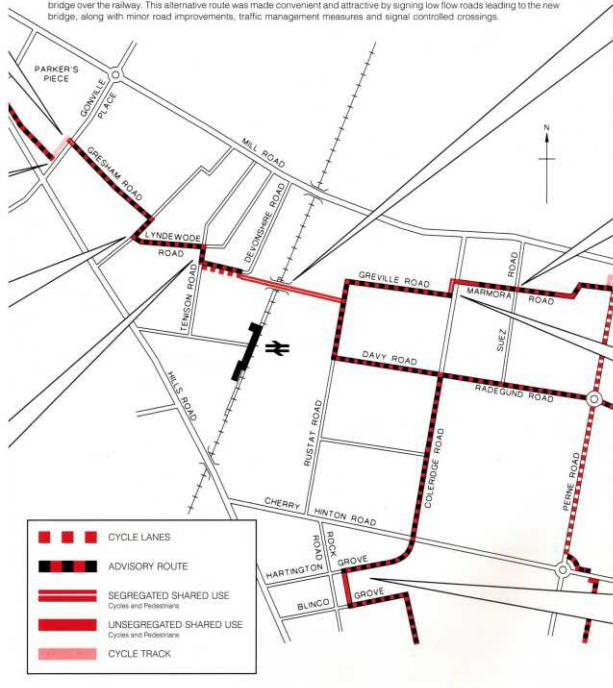 bridge over the railway. This alternative route was made convenient and attractive by signing low flow roads leading to the new
bridge, along with minor road improvements, traffic management measures and signal controlled crossings.
PARKER'S
PIECE
GONVILLE
PLACE
MILL ROAD
N
GRESHAM ROAD
LYNDEWODE
ROAD
DEVONSHIRE ROAD
TENISON ROAD
GREVILLE ROAD
MARMORA
ROAD
SUEZ
ROAD
DAVY ROAD
RADEGUND ROAD
HILLS ROAD
RUSTAT ROAD
COLERIDGE ROAD
PERNE ROAD
CHERRY
HINTON ROAD
ROCK
ROAD
HARTINGTON
GROVE
BLINCO
GROVE
CYCLE LANES
ADVISORY ROUTE
SEGREGATED SHARED USE
Cycles and Pedestrians
UNSEGREGATED SHARED USE
Cycles and Pedestrians
CYCLE TRACK